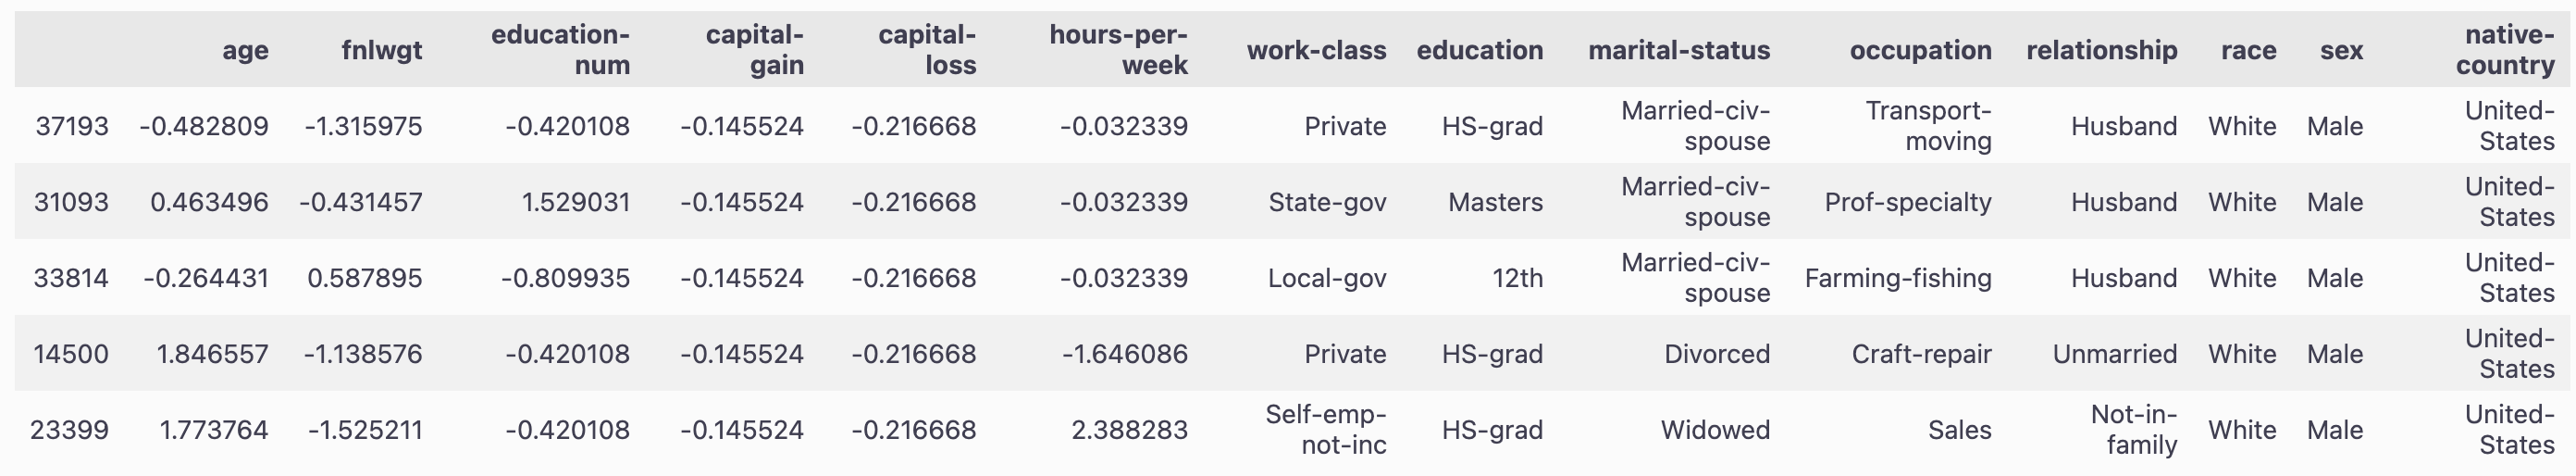 age fnlwgt education-num capital-gain capital-loss hours-per-week work-class education marital-status occupation relationship race sex native-country
37193 -0.482809 -1.315975 -0.420108 -0.145524 -0.216668 -0.032339 Private HS-grad Married-civ-spouse Transport-moving Husband White Male United-States
31093 0.463496 -0.431457 1.529031 -0.145524 -0.216668 -0.032339 State-gov Masters Married-civ-spouse Prof-specialty Husband White Male United-States
33814 -0.264431 0.587895 -0.809935 -0.145524 -0.216668 -0.032339 Local-gov 12th Married-civ-spouse Farming-fishing Husband White Male United-States
14500 1.846557 -1.138576 -0.420108 -0.145524 -0.216668 -1.646086 Private HS-grad Divorced Craft-repair Unmarried White Male United-States
23399 1.773764 -1.525211 -0.420108 -0.145524 -0.216668 2.388283 Self-emp-not-inc HS-grad Widowed Sales Not-in-family White Male United-States